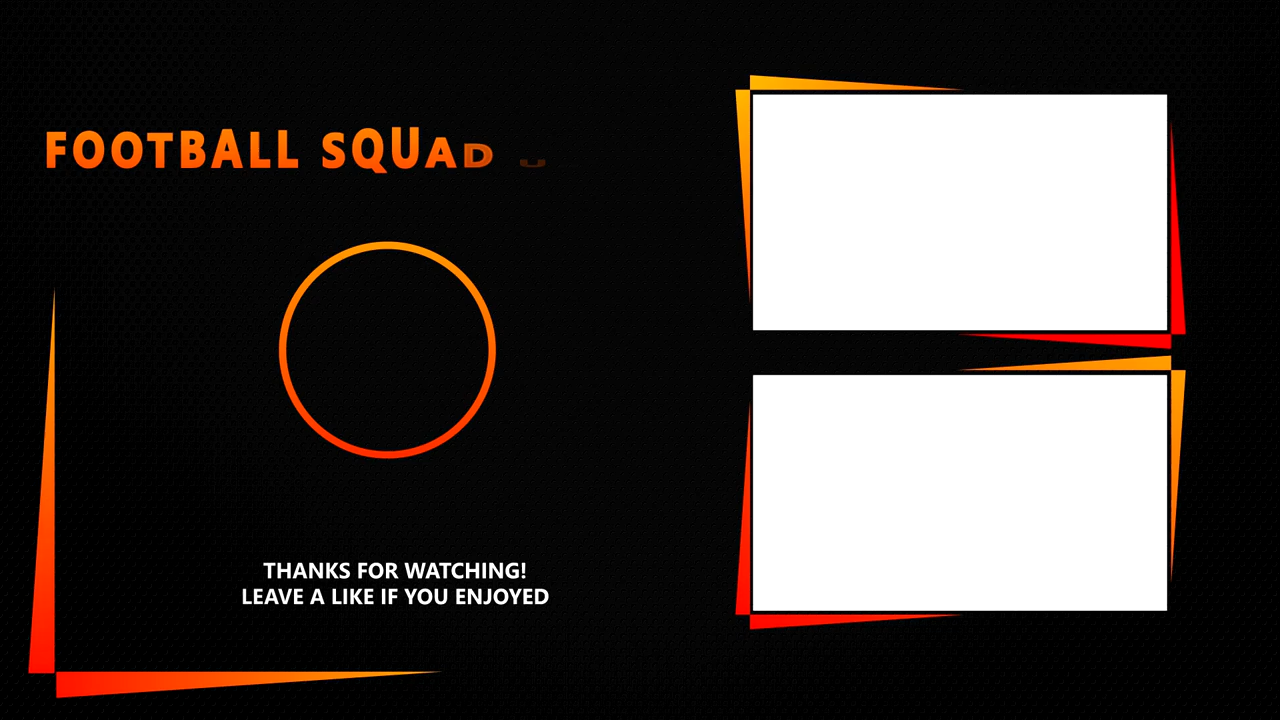 FOOTBALL SQUAD
THANKS FOR WATCHING!
LEAVE A LIKE IF YOU ENJOYED